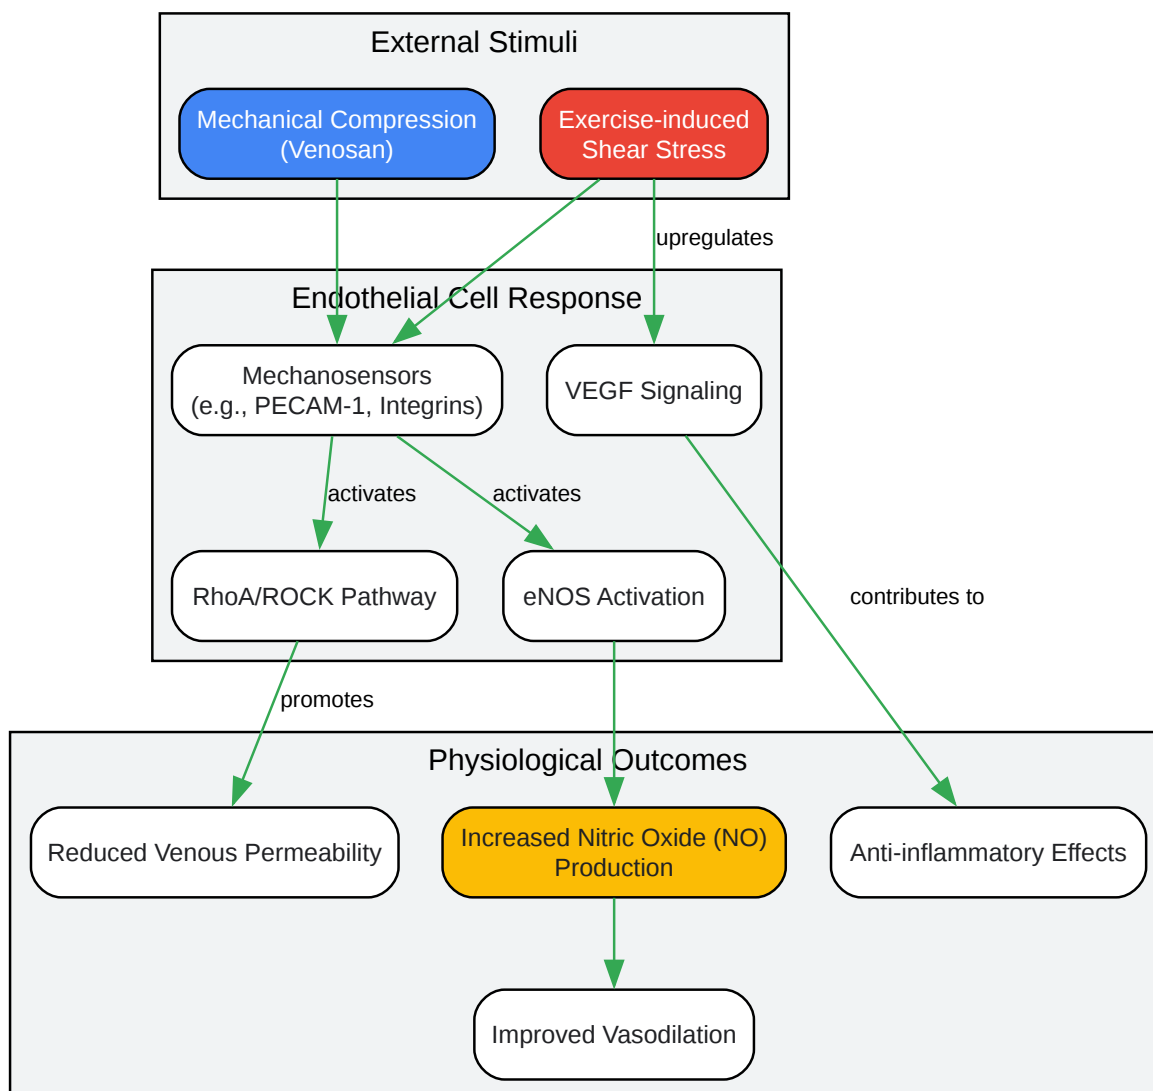 External Stimuli
Mechanical Compression
(Venosan)
Exercise-induced
Shear Stress
upregulates
Endothelial Cell Response
Mechanosensors
(e.g., PECAM-1, Integrins)
VEGF Signaling
activates
activates
RhoA/ROCK Pathway
eNOS Activation
contributes to
promotes
Physiological Outcomes
Reduced Venous Permeability
Increased Nitric Oxide (NO)
Production
Anti-inflammatory Effects
Improved Vasodilation